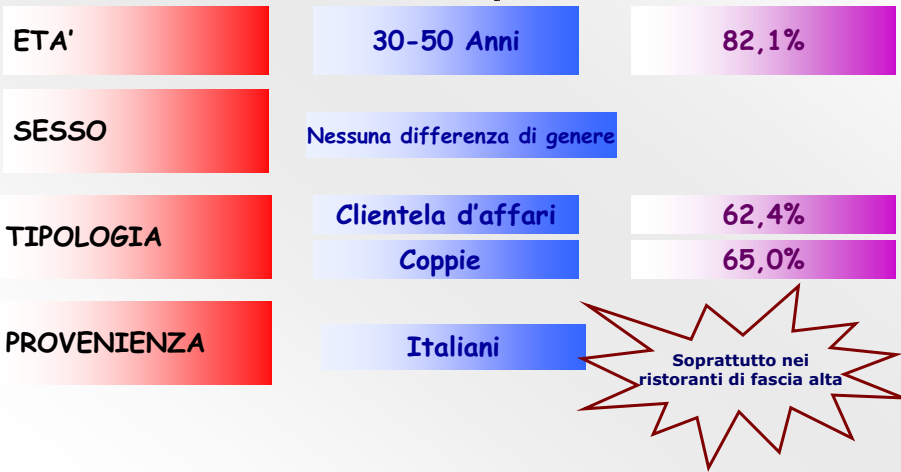 ETA' 30-50 Anni 82,1%
SESSO Nessuna differenza di genere
TIPOLOGIA
Clientela d'affari 62,4%
Coppie 65,0%
PROVENIENZA Italiani
Soprattutto nei
ristoranti di fascia alta